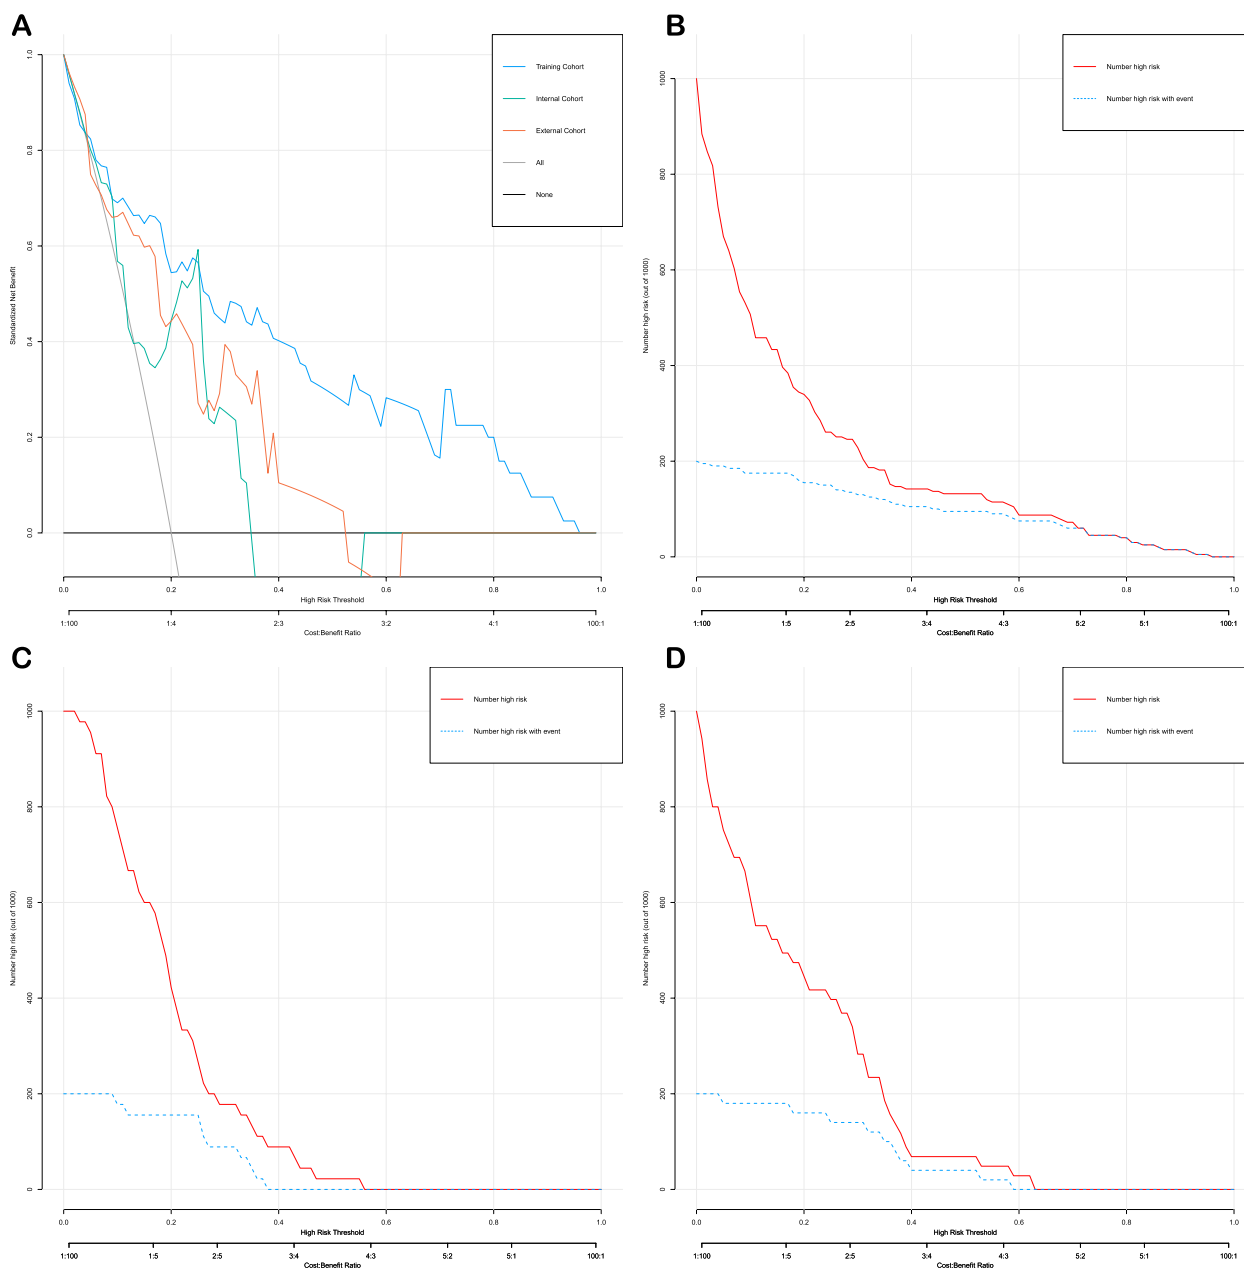 A
Standardized Net Benefit
1.0
0.8
0.6
0.4
0.2
0.0
Training Cohort
Internal Cohort
External Cohort
All
None
0.0 0.2 0.4 0.6 0.8 1.0
High Risk Threshold
1:100 1:4 2:3 3:2 4:1 100:1
Cost:Benefit Ratio
B
Number high risk (out of 1000)
1000
800
600
400
200
0
Number high risk
Number high risk with event
0.0 0.2 0.4 0.6 0.8 1.0
High Risk Threshold
1:100 1:5 2:5 3:4 4:3 5:2 5:1 100:1
Cost:Benefit Ratio
C
Number high risk (out of 1000)
1000
800
600
400
200
0
Number high risk
Number high risk with event
0.0 0.2 0.4 0.6 0.8 1.0
High Risk Threshold
1:100 1:5 2:5 3:4 4:3 5:2 5:1 100:1
Cost:Benefit Ratio
D
Number high risk (out of 1000)
1000
800
600
400
200
0
Number high risk
Number high risk with event
0.0 0.2 0.4 0.6 0.8 1.0
High Risk Threshold
1:100 1:5 2:5 3:4 4:3 5:2 5:1 100:1
Cost:Benefit Ratio